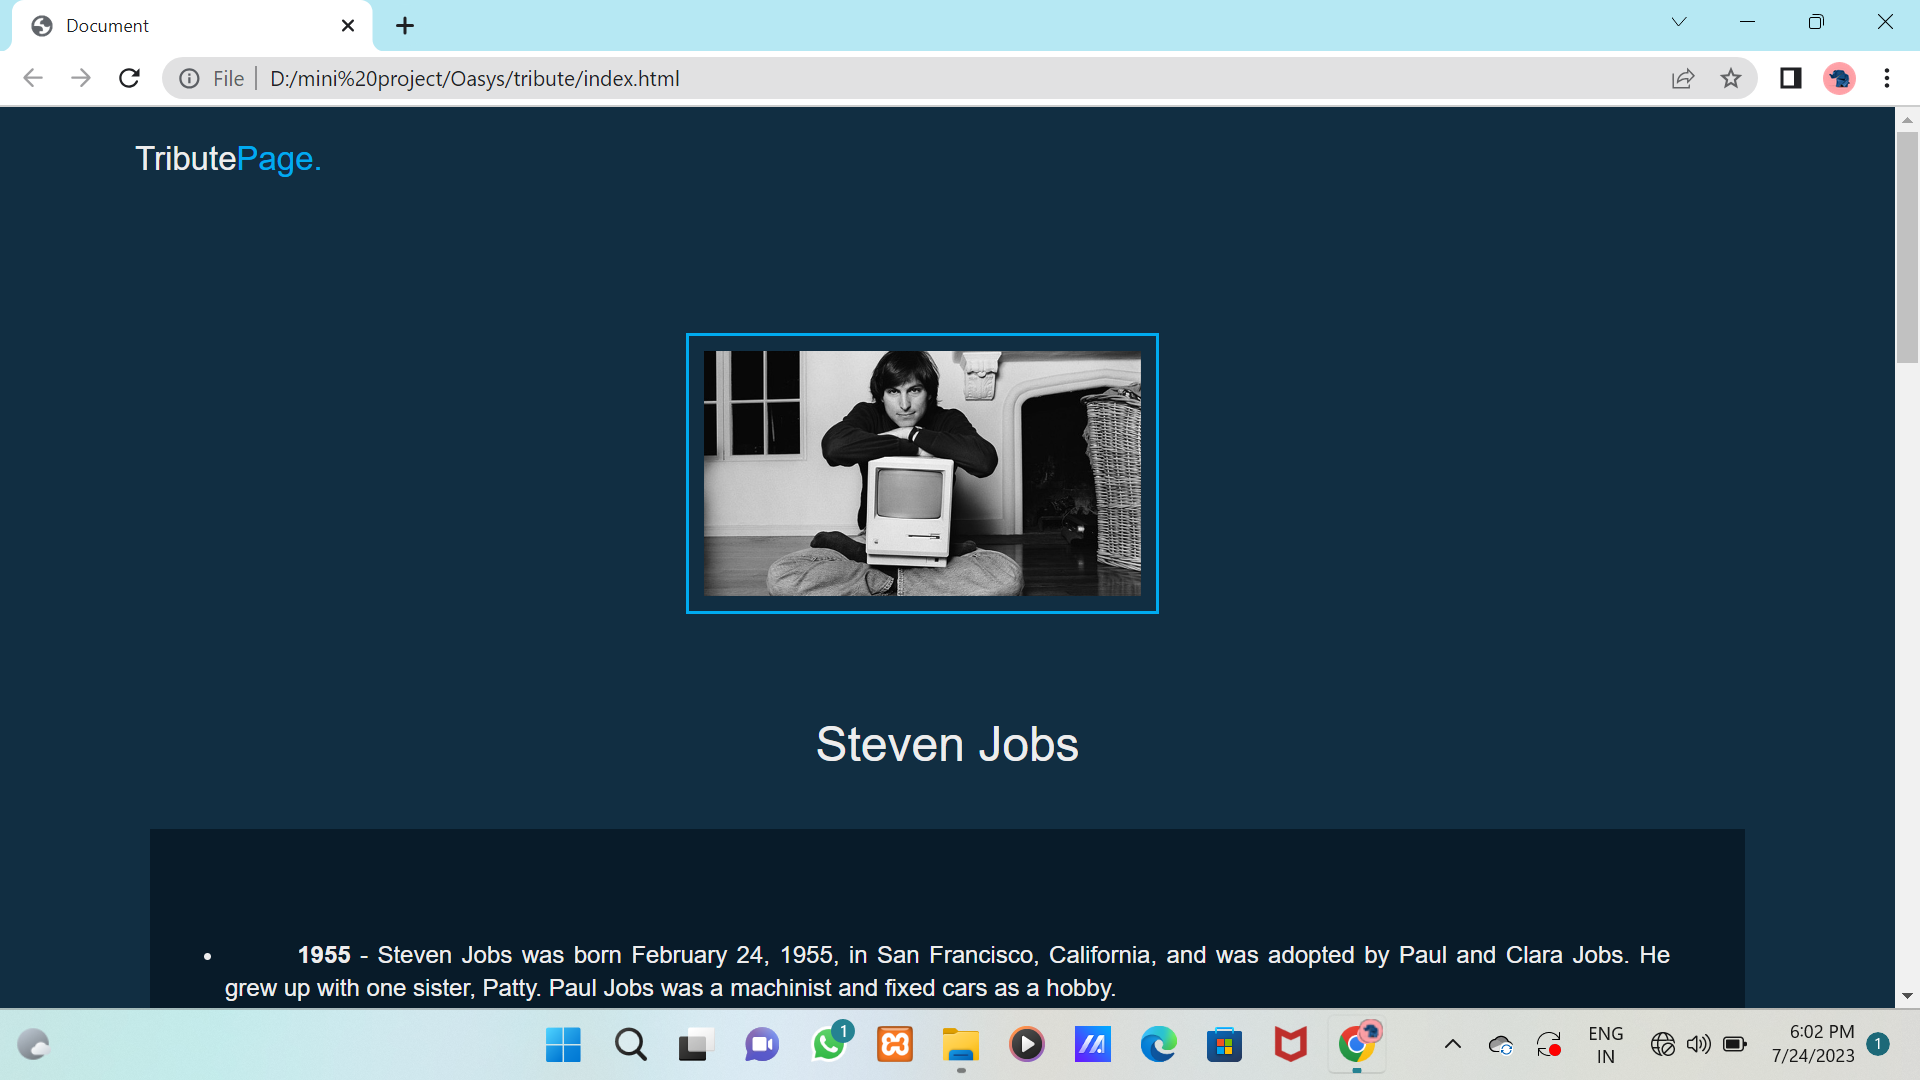 Document
File
D:/mini%20project/Oasys/tribute/index.html
TributePage.
Steven Jobs
• 1955 - Steven Jobs was born February 24, 1955, in San Francisco, California, and was adopted by Paul and Clara Jobs. He
grew up with one sister, Patty. Paul Jobs was a machinist and fixed cars as a hobby.
1
ENG
IN
6:02 PM
7/24/2023
1